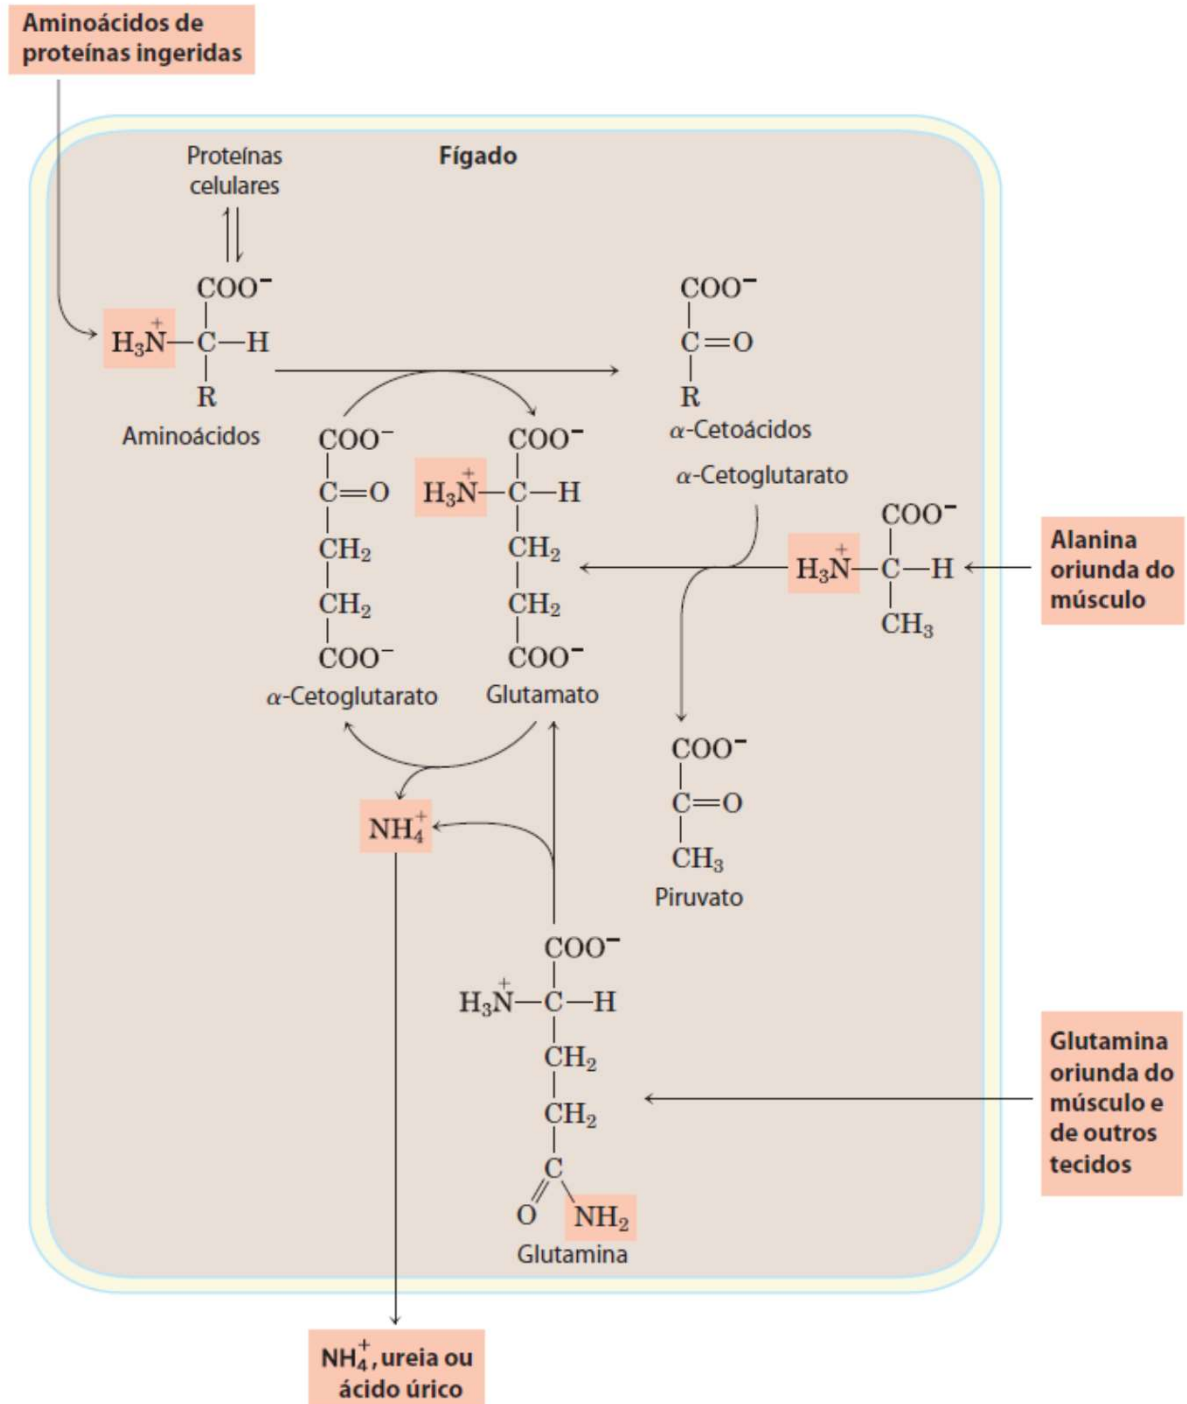 Aminoácidos de
proteínas ingeridas
Proteínas
celulares
Fígado
COO⁻
H₃N⁺—C—H
R
Aminoácidos
COO⁻
C=O
R
α-Cetoácidos
COO⁻
C=O
CH₂
CH₂
COO⁻
α-Cetoglutarato
COO⁻
H₃N⁺—C—H
CH₂
CH₂
COO⁻
Glutamato
α-Cetoglutarato
COO⁻
H₃N⁺—C—H
CH₃
Alanina
oriunda do
músculo
COO⁻
C=O
CH₃
Piruvato
NH₄⁺
COO⁻
H₃N⁺—C—H
CH₂
CH₂
C
O NH₂
Glutamina
Glutamina
oriunda do
músculo e
de outros
tecidos
NH₄⁺, ureia ou
ácido úrico